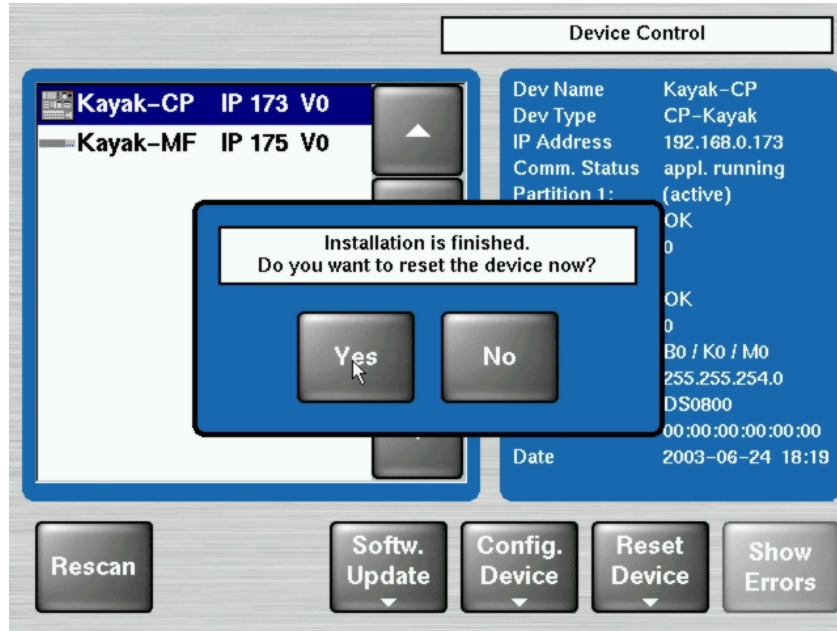 Device Control
Kayak-CP IP 173 V0
Kayak-MF IP 175 V0
Dev Name Kayak-CP
Dev Type CP-Kayak
IP Address 192.168.0.173
Comm. Status appl. running
Partition 1: (active)
OK
0
OK
0
B0 / K0 / M0
255.255.254.0
DS0800
00:00:00:00:00:00
Date 2003-06-24 18:19
Installation is finished.
Do you want to reset the device now?
Yes
No
Rescan
Softw.
Update
Config.
Device
Reset
Device
Show
Errors